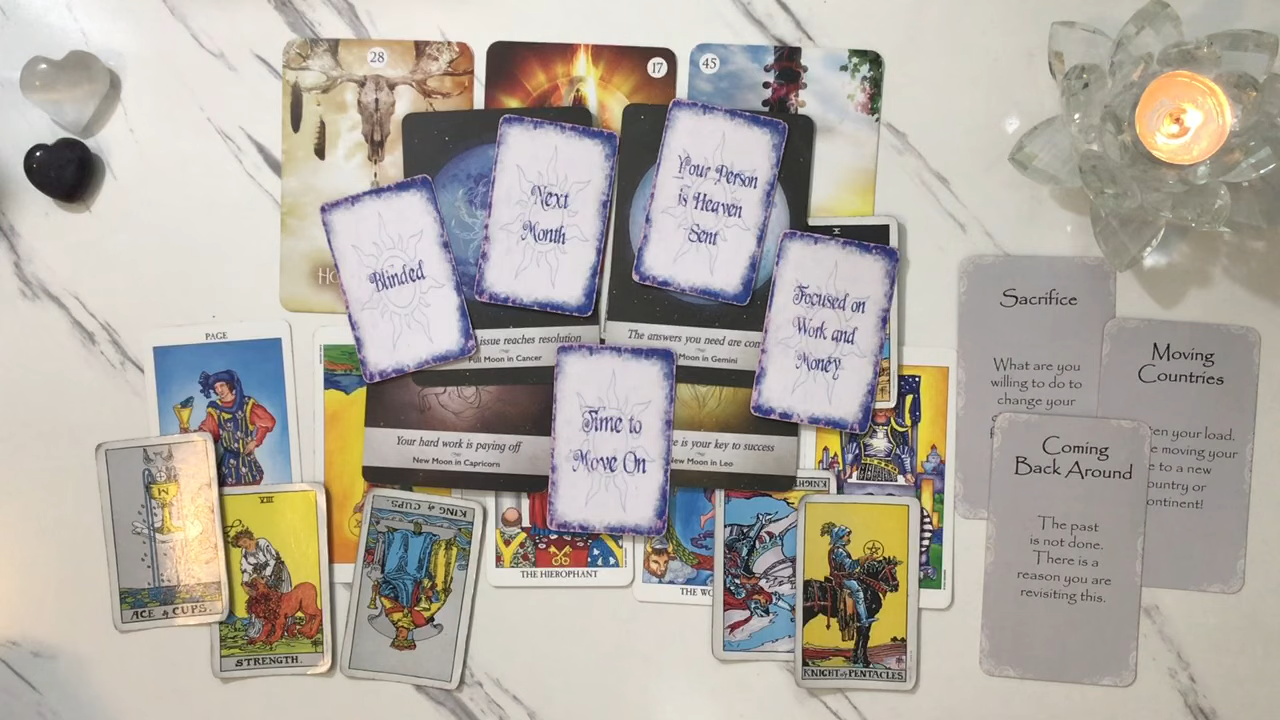 28
17
45
Next
Month
Your Person
is Heaven
Sent
Blinded
Focused on
Work and
Money
issue reaches resolution
Full Moon in Cancer
The answers you need are
Moon in Gemini
Time to
Move On
Your hard work is paying off
New Moon in Capricorn
is your key to success
New Moon in Leo
Sacrifice
What are you
willing to do to
change your
Moving
Countries
your load.
moving your
to a new
or
Coming
Back Around
The past
is not done.
There is a
reason you are
revisiting this.
PAGE
ACE of CUPS.
VIII
STRENGTH.
KING of CUPS
THE HIEROPHANT
KNIGHT
KNIGHT of PENTACLES